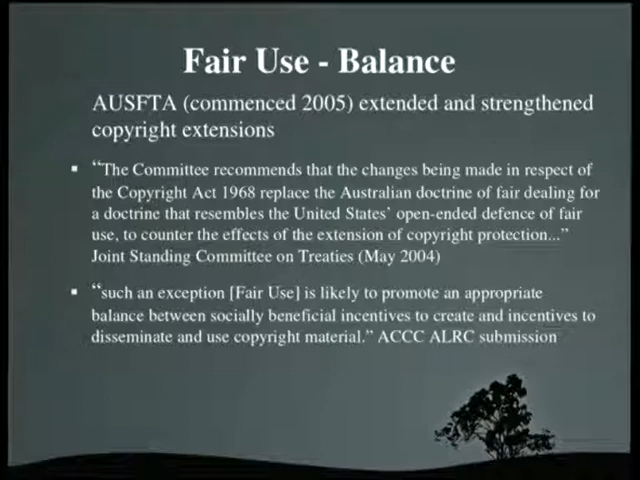 Fair Use - Balance
AUSFTA (commenced 2005) extended and strengthened
copyright extensions
▪ “The Committee recommends that the changes being made in respect of
the Copyright Act 1968 replace the Australian doctrine of fair dealing for
a doctrine that resembles the United States’ open-ended defence of fair
use, to counter the effects of the extension of copyright protection...”
Joint Standing Committee on Treaties (May 2004)
▪ “such an exception [Fair Use] is likely to promote an appropriate
balance between socially beneficial incentives to create and incentives to
disseminate and use copyright material.” ACCC ALRC submission